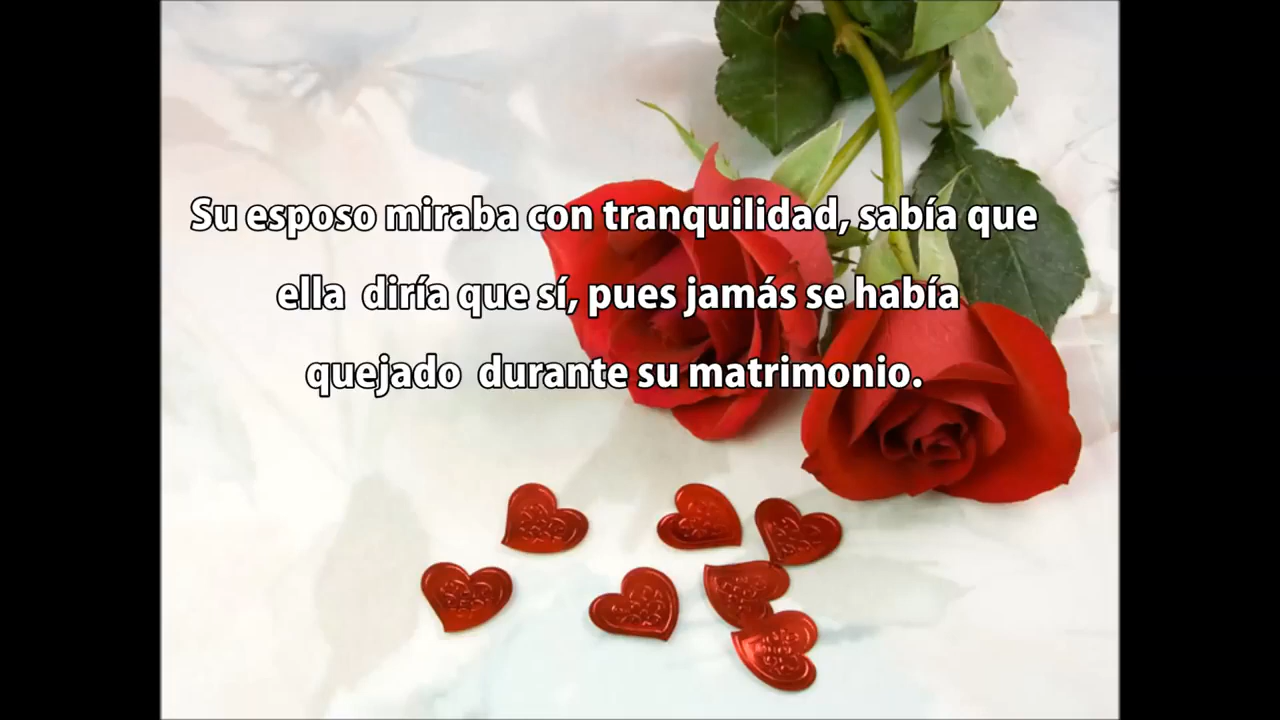 Su esposo miraba con tranquilidad, sabía que
ella diría que sí, pues jamás se había
quejado durante su matrimonio.